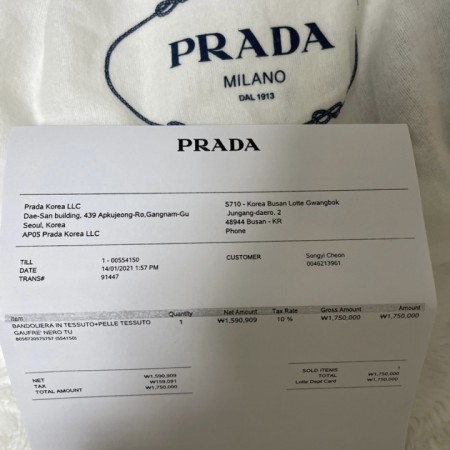 PRADA
MILANO
DAL 1913
PRADA
Prada Korea LLC
Dae-San building, 439 Apkujeong-Ro,Gangnam-Gu
Seoul, Korea
AP05 Prada Korea LLC
S710 - Korea Busan Lotte Gwangbok
Jungang-daero, 2
48944 Busan - KR
Phone
TILL 1 - 00554150
DATE 14/01/2021 1:57 PM
TRANS# 91447
CUSTOMER Songyi Cheon
0046213961
Item Quantity Net Amount Tax Rate Gross Amount Amount
BANDOLIERA IN TESSUTO+PELLE TESSUTO 1 ₩1,590,909 10 % ₩1,750,000 ₩1,750,000
GAUFRE' NERO TU
(554150)
NET ₩1,590,909
TAX ₩159,091
TOTAL AMOUNT ₩1,750,000
SOLD ITEMS 1
TOTAL ₩1,750,000
Lotte Dept Card ₩1,750,000